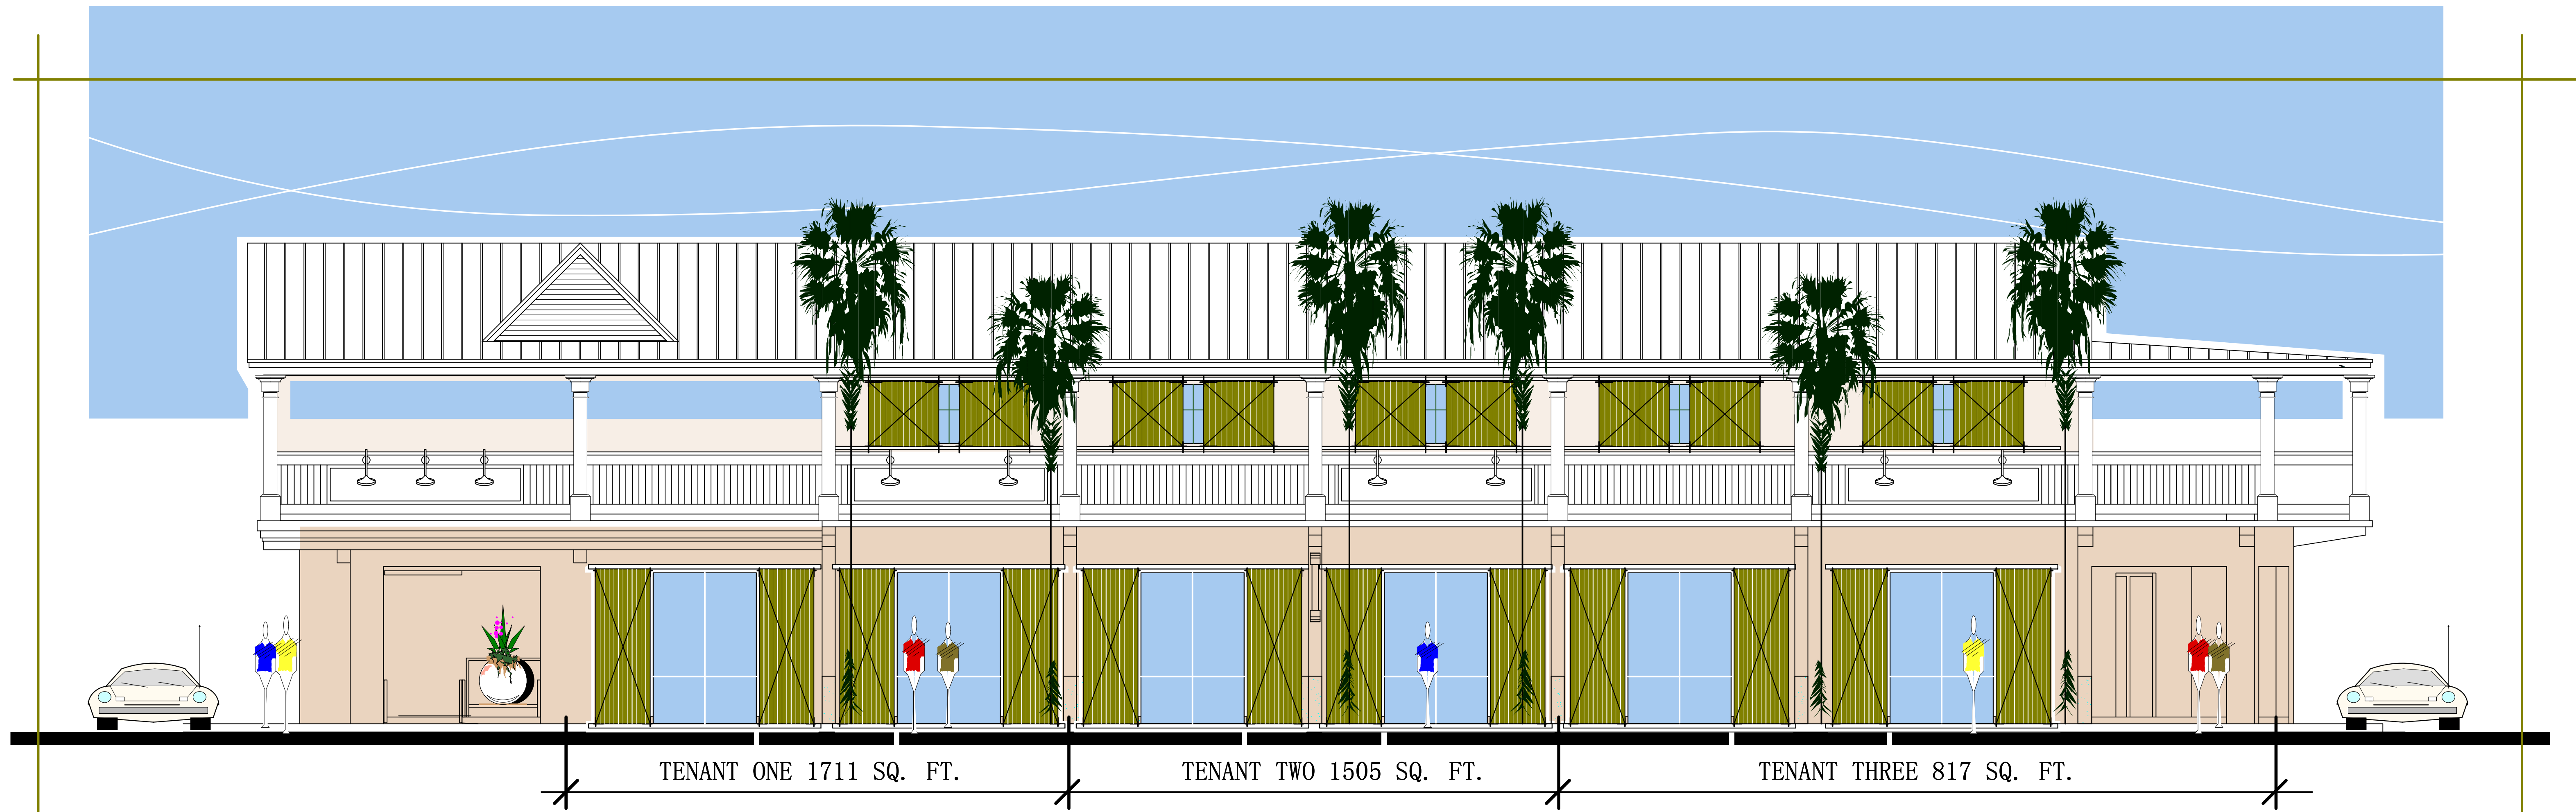 TENANT ONE 1711 SQ. FT.
TENANT TWO 1505 SQ. FT.
TENANT THREE 817 SQ. FT.